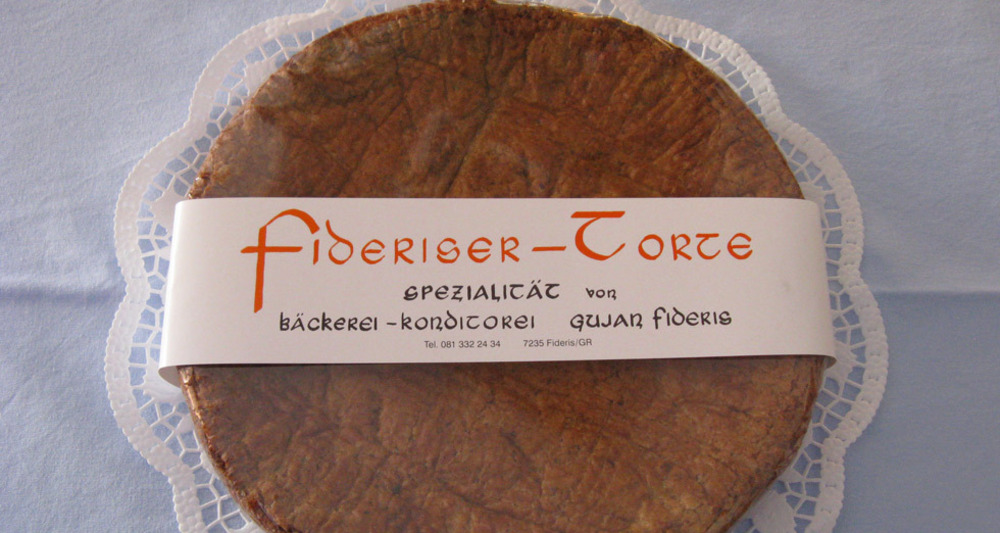 Fideriser-Torte
Spezialität von
Bäckerei-Konditorei Gujan Fideris
Tel. 081 332 24 34 7235 Fideris/GR